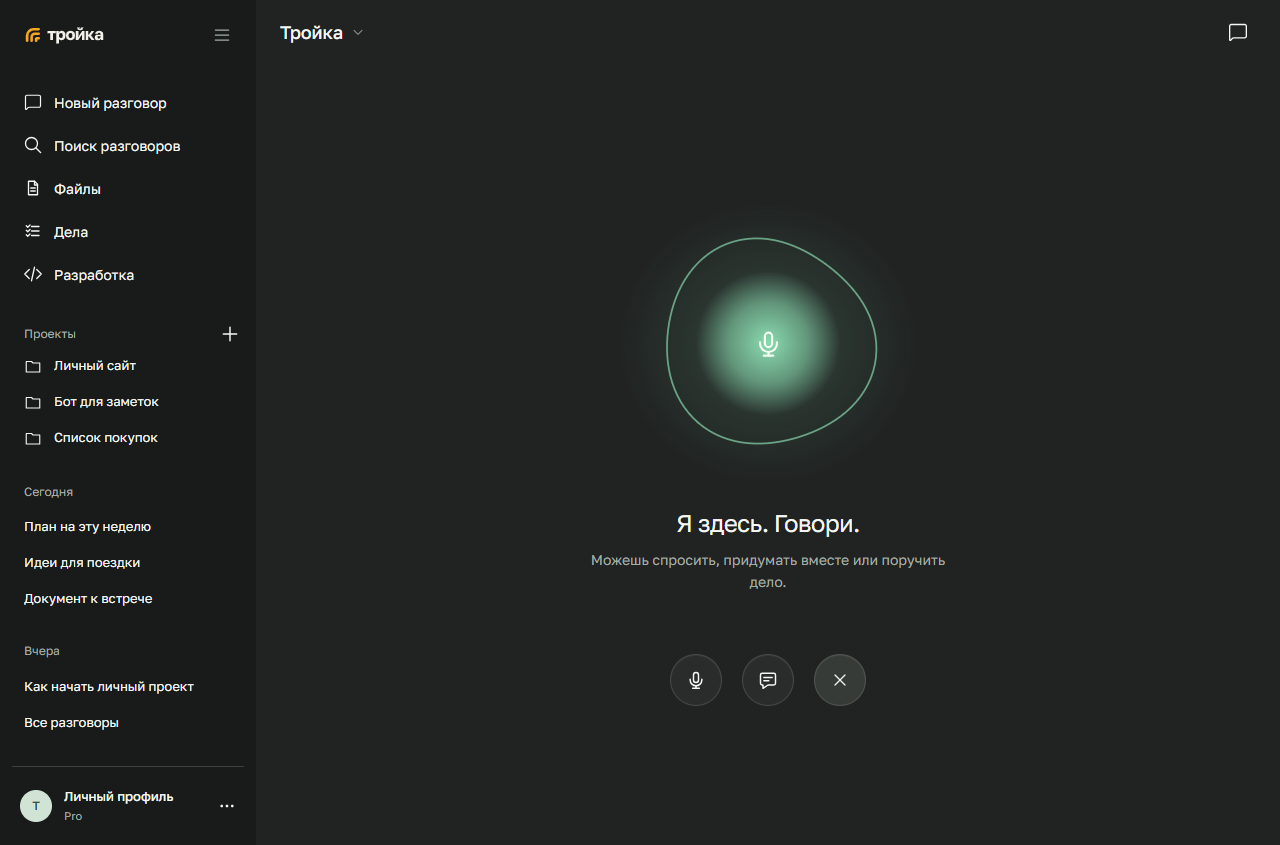 тройка
Новый разговор
Поиск разговоров
Файлы
Дела
Разработка
Проекты
Личный сайт
Бот для заметок
Список покупок
Сегодня
План на эту неделю
Идеи для поездки
Документ к встрече
Вчера
Как начать личный проект
Все разговоры
Т
Личный профиль
Pro
Тройка
Я здесь. Говори.
Можешь спросить, придумать вместе или поручить
дело.